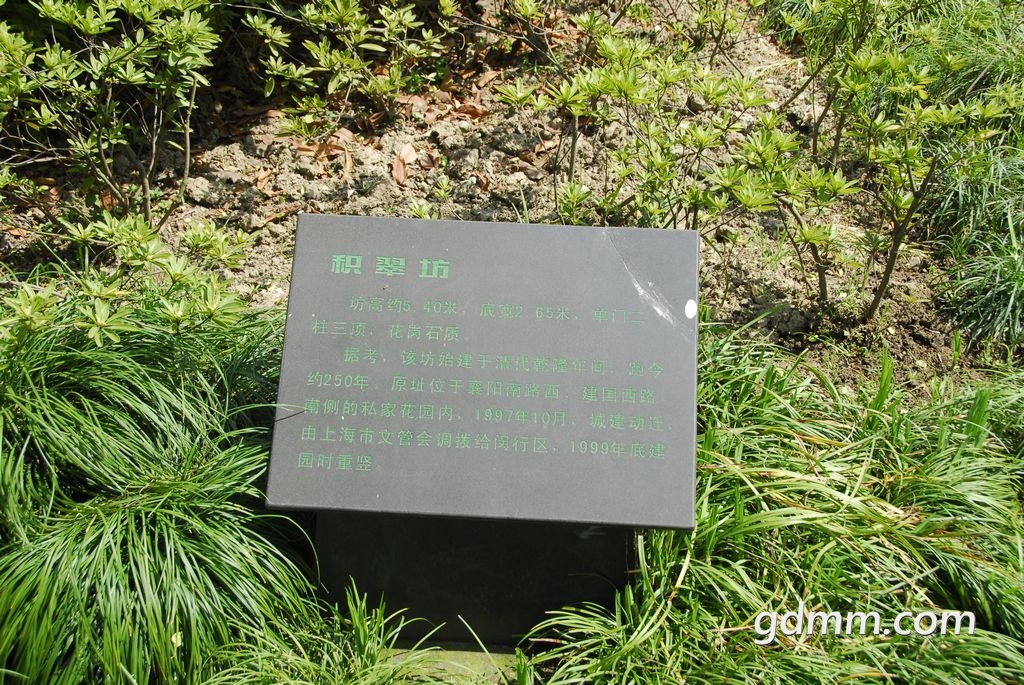 积翠坊
坊高约5.40米，底宽2.65米，单门二
柱三顶，花岗石质。
据考，该坊始建于清代乾隆年间，距今
约250年。原址位于襄阳南路西，建国西路
南侧的私家花园内，1997年10月，城建动迁，
由上海市文管会调拨给闵行区，1999年底建
园时重竖。
gdmm.com